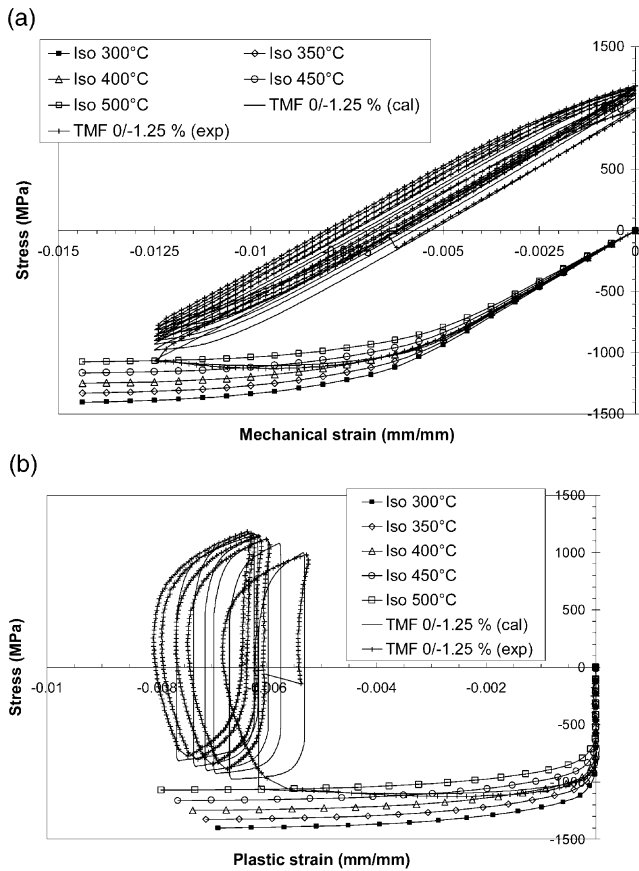 (a)
Iso 300°C
Iso 350°C
Iso 400°C
Iso 450°C
Iso 500°C
TMF 0/-1.25 % (cal)
TMF 0/-1.25 % (exp)
1500
500
0
-500
-1000
-1500
-0.015
-0.0125
-0.01
-0.005
-0.0025
0
Stress (MPa)
Mechanical strain (mm/mm)
(b)
Iso 300°C
Iso 350°C
Iso 400°C
Iso 450°C
Iso 500°C
TMF 0/-1.25 % (cal)
TMF 0/-1.25 % (exp)
1500
1000
500
0
-500
-1000
-1500
-0.01
-0.008
-0.006
-0.004
-0.002
0
Stress (MPa)
Plastic strain (mm/mm)